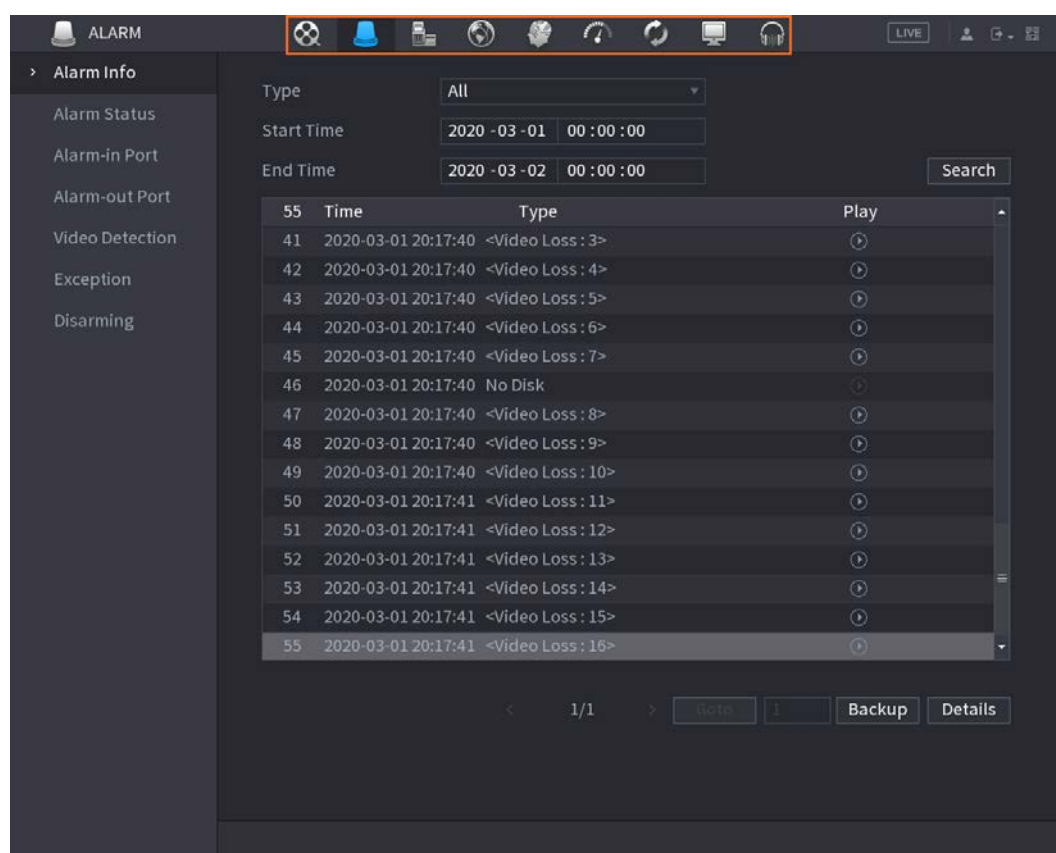 ALARM
LIVE
> Alarm Info
Alarm Status
Alarm-in Port
Alarm-out Port
Video Detection
Exception
Disarming
Type All
Start Time 2020 -03 -01 00 :00 :00
End Time 2020 -03 -02 00 :00 :00
Search
55 Time Type Play
41 2020-03-01 20:17:40 <Video Loss : 3>
42 2020-03-01 20:17:40 <Video Loss : 4>
43 2020-03-01 20:17:40 <Video Loss : 5>
44 2020-03-01 20:17:40 <Video Loss : 6>
45 2020-03-01 20:17:40 <Video Loss : 7>
46 2020-03-01 20:17:40 No Disk
47 2020-03-01 20:17:40 <Video Loss : 8>
48 2020-03-01 20:17:40 <Video Loss : 9>
49 2020-03-01 20:17:40 <Video Loss : 10>
50 2020-03-01 20:17:41 <Video Loss : 11>
51 2020-03-01 20:17:41 <Video Loss : 12>
52 2020-03-01 20:17:41 <Video Loss : 13>
53 2020-03-01 20:17:41 <Video Loss : 14>
54 2020-03-01 20:17:41 <Video Loss : 15>
55 2020-03-01 20:17:41 <Video Loss : 16>
< 1/1 > Goto 1 Backup Details